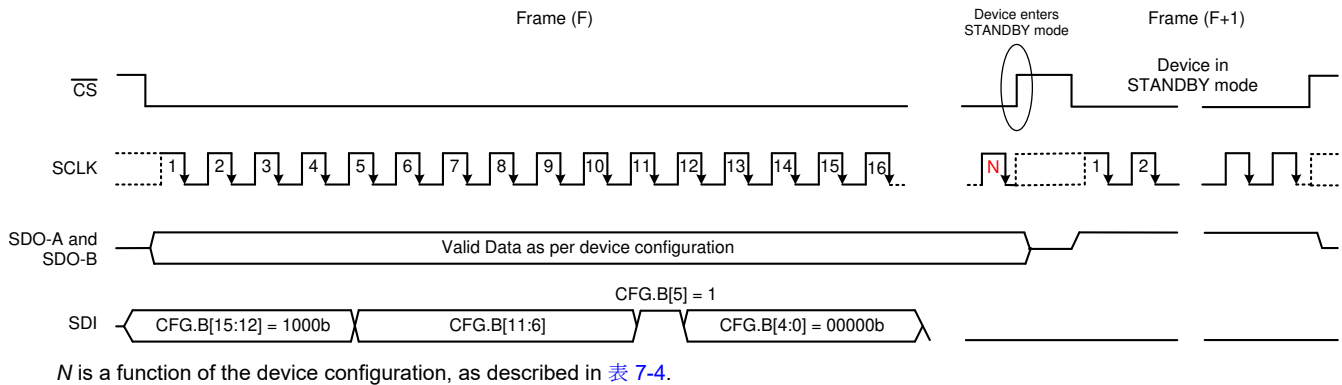 Frame (F)
Device enters
STANDBY mode
Frame (F+1)
Device in
STANDBY mode
CS
SCLK
1 2 3 4 5 6 7 8 9 10 11 12 13 14 15 16 N 1 2
SDO-A and
SDO-B
Valid Data as per device configuration
CFG.B[5] = 1
SDI
CFG.B[15:12] = 1000b
CFG.B[11:6]
CFG.B[4:0] = 00000b
N is a function of the device configuration, as described in 表 7-4.